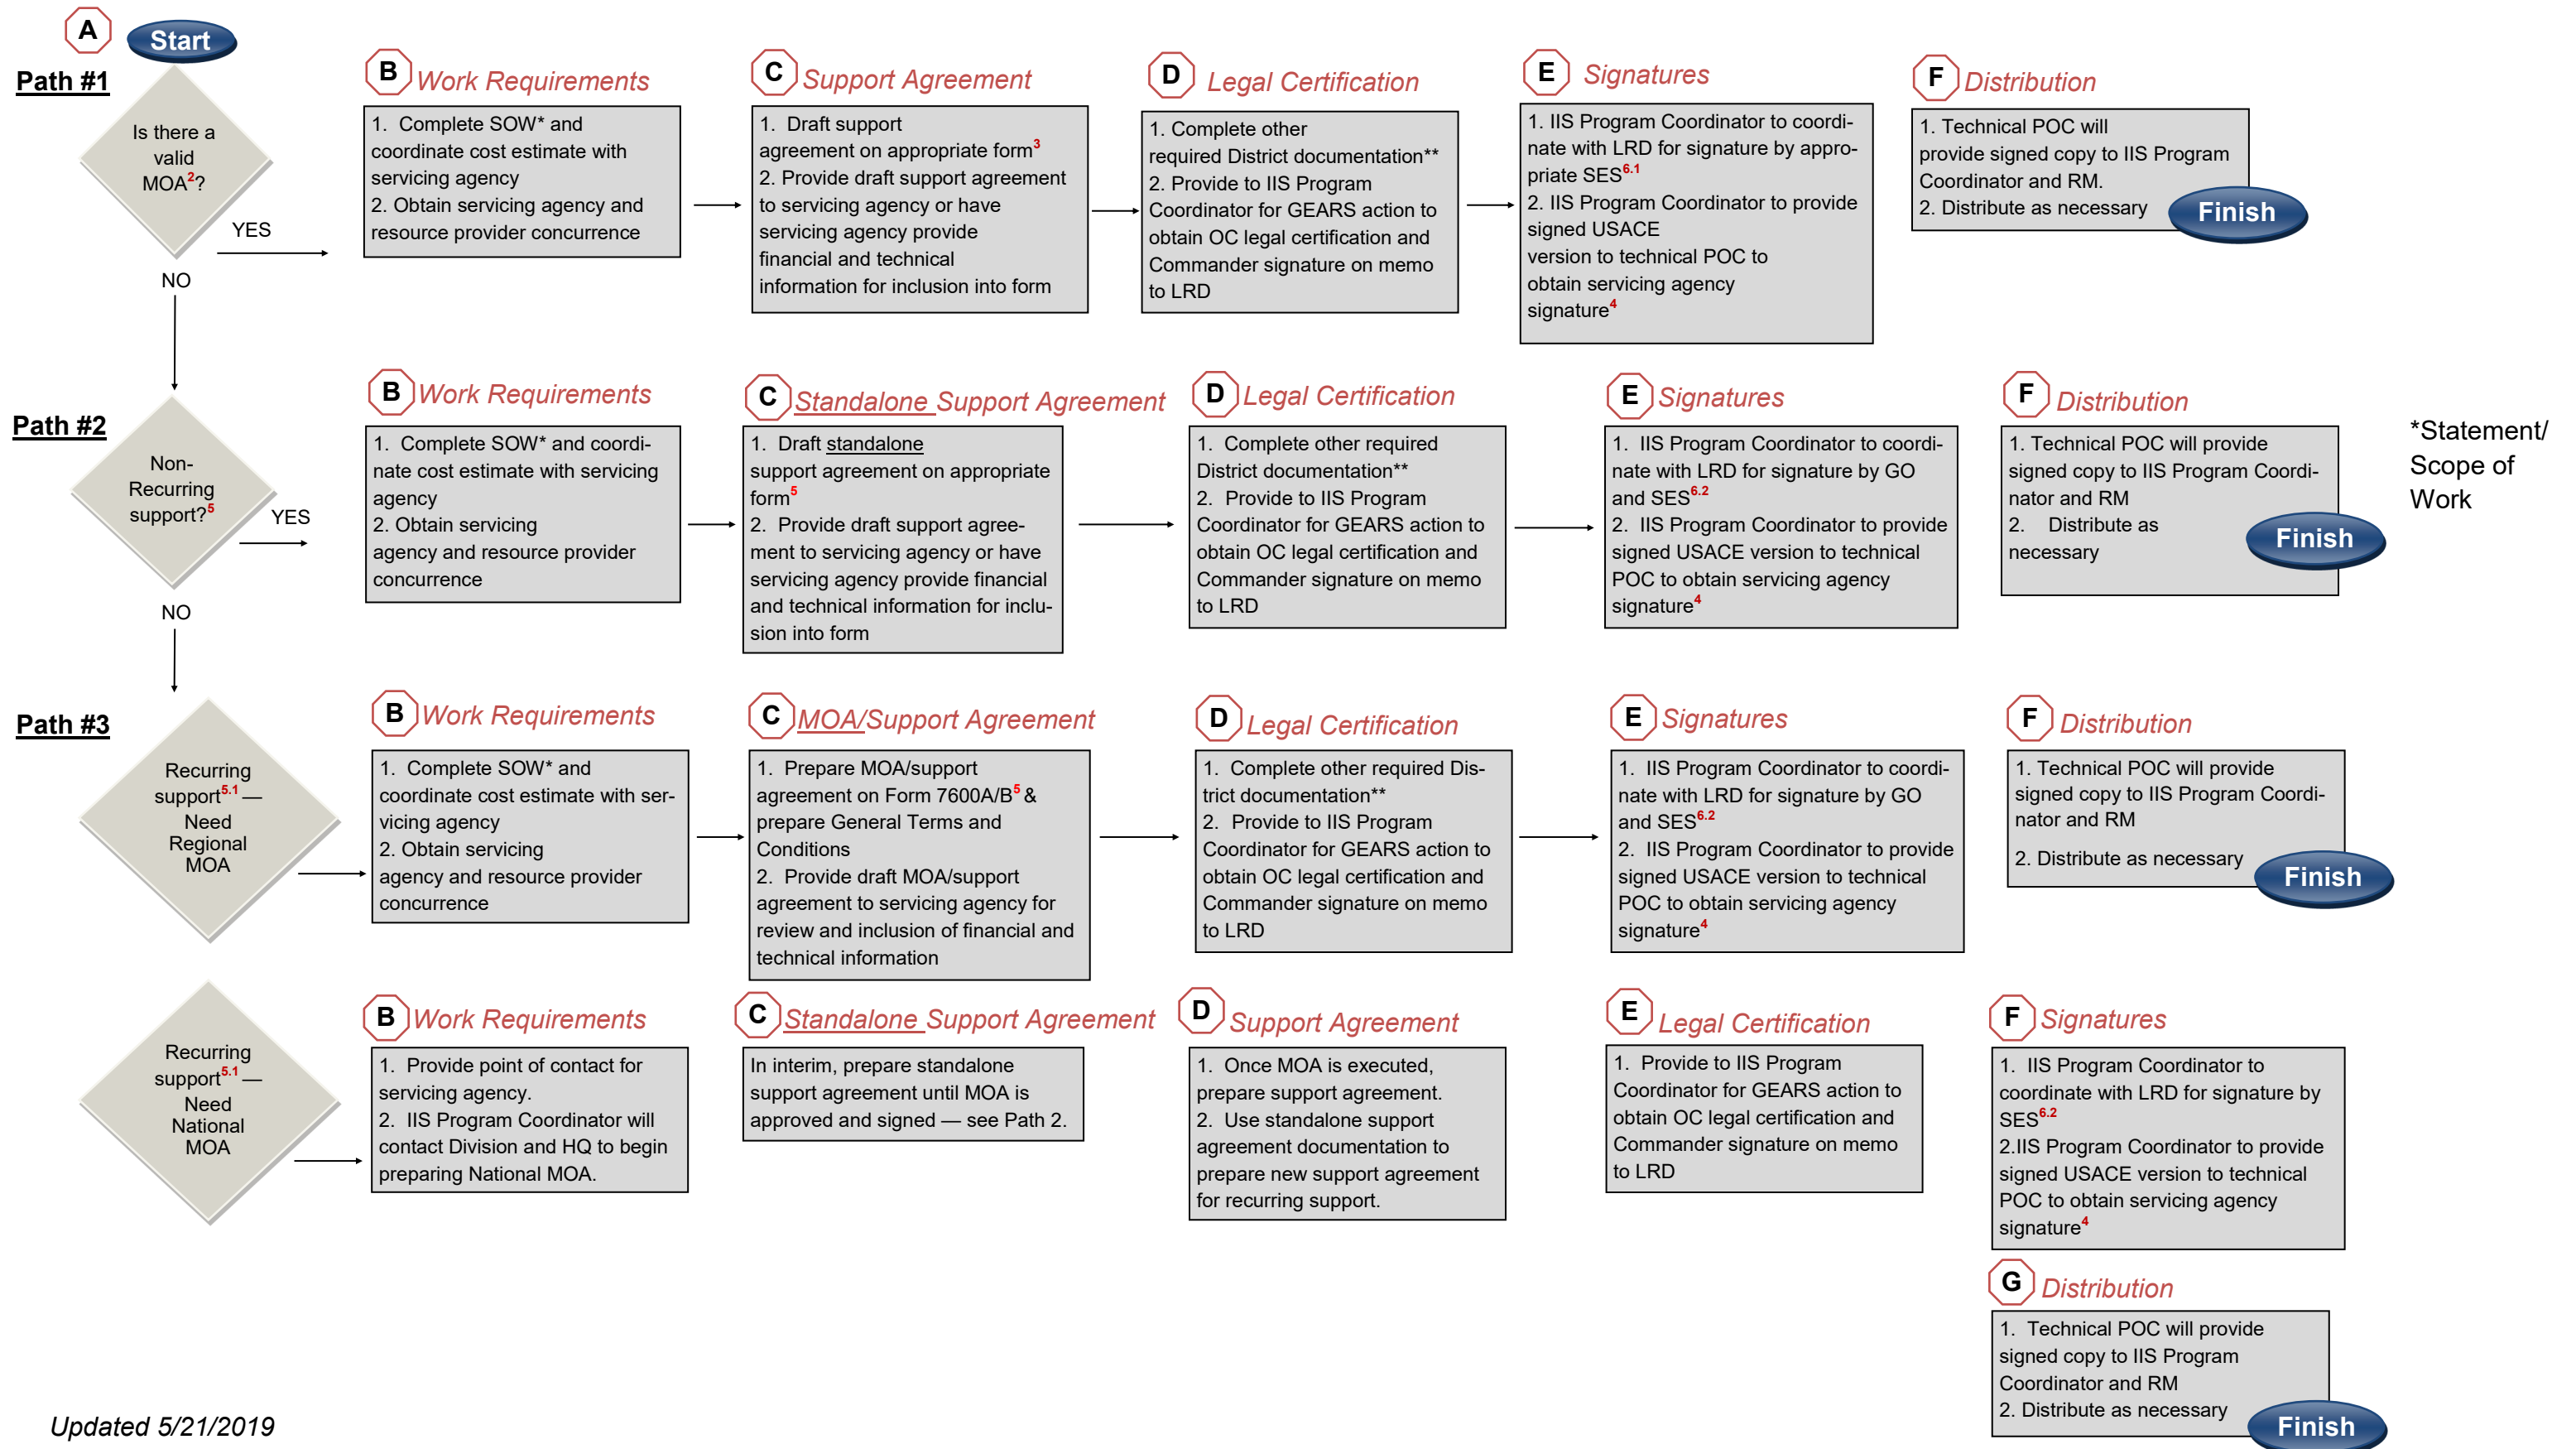 A
Start
Path #1
Is there a
valid
MOA2?
YES
NO
B Work Requirements
1. Complete SOW* and
coordinate cost estimate with
servicing agency
2. Obtain servicing agency and
resource provider concurrence
C Support Agreement
1. Draft support
agreement on appropriate form3
2. Provide draft support agreement
to servicing agency or have
servicing agency provide
financial and technical
information for inclusion into form
D Legal Certification
1. Complete other
required District documentation**
2. Provide to IIS Program
Coordinator for GEARS action to
obtain OC legal certification and
Commander signature on memo
to LRD
E Signatures
1. IIS Program Coordinator to coordi-
nate with LRD for signature by appro-
priate SES6.1
2. IIS Program Coordinator to provide
signed USACE
version to technical POC to
obtain servicing agency
signature4
F Distribution
1. Technical POC will
provide signed copy to IIS Program
Coordinator and RM.
2. Distribute as necessary
Finish
Path #2
Non-
Recurring
support?5
YES
NO
B Work Requirements
1. Complete SOW* and coordi-
nate cost estimate with servicing
agency
2. Obtain servicing
agency and resource provider
concurrence
C Standalone Support Agreement
1. Draft standalone
support agreement on appropriate
form5
2. Provide draft support agree-
ment to servicing agency or have
servicing agency provide financial
and technical information for inclu-
sion into form
D Legal Certification
1. Complete other required
District documentation**
2. Provide to IIS Program
Coordinator for GEARS action to
obtain OC legal certification and
Commander signature on memo
to LRD
E Signatures
1. IIS Program Coordinator to coordi-
nate with LRD for signature by GO
and SES6.2
2. IIS Program Coordinator to provide
signed USACE version to technical
POC to obtain servicing agency
signature4
F Distribution
1. Technical POC will provide
signed copy to IIS Program Coordi-
nator and RM
2. Distribute as
necessary
Finish
*Statement/
Scope of
Work
Path #3
Recurring
support5.1 —
Need
Regional
MOA
B Work Requirements
1. Complete SOW* and
coordinate cost estimate with ser-
vicing agency
2. Obtain servicing
agency and resource provider
concurrence
C MOA/Support Agreement
1. Prepare MOA/support
agreement on Form 7600A/B5 &
prepare General Terms and
Conditions
2. Provide draft MOA/support
agreement to servicing agency for
review and inclusion of financial and
technical information
D Legal Certification
1. Complete other required Dis-
trict documentation**
2. Provide to IIS Program
Coordinator for GEARS action to
obtain OC legal certification and
Commander signature on memo
to LRD
E Signatures
1. IIS Program Coordinator to coordi-
nate with LRD for signature by GO
and SES6.2
2. IIS Program Coordinator to provide
signed USACE version to technical
POC to obtain servicing agency
signature4
F Distribution
1. Technical POC will provide
signed copy to IIS Program Coordi-
nator and RM
2. Distribute as necessary
Finish
Recurring
support5.1 —
Need
National
MOA
B Work Requirements
1. Provide point of contact for
servicing agency.
2. IIS Program Coordinator will
contact Division and HQ to begin
preparing National MOA.
C Standalone Support Agreement
In interim, prepare standalone
support agreement until MOA is
approved and signed — see Path 2.
D Support Agreement
1. Once MOA is executed,
prepare support agreement.
2. Use standalone support
agreement documentation to
prepare new support agreement
for recurring support.
E Legal Certification
1. Provide to IIS Program
Coordinator for GEARS action to
obtain OC legal certification and
Commander signature on memo
to LRD
F Signatures
1. IIS Program Coordinator to
coordinate with LRD for signature by
SES6.2
2.IIS Program Coordinator to provide
signed USACE version to technical
POC to obtain servicing agency
signature4
G Distribution
1. Technical POC will provide
signed copy to IIS Program
Coordinator and RM
2. Distribute as necessary
Finish
Updated 5/21/2019